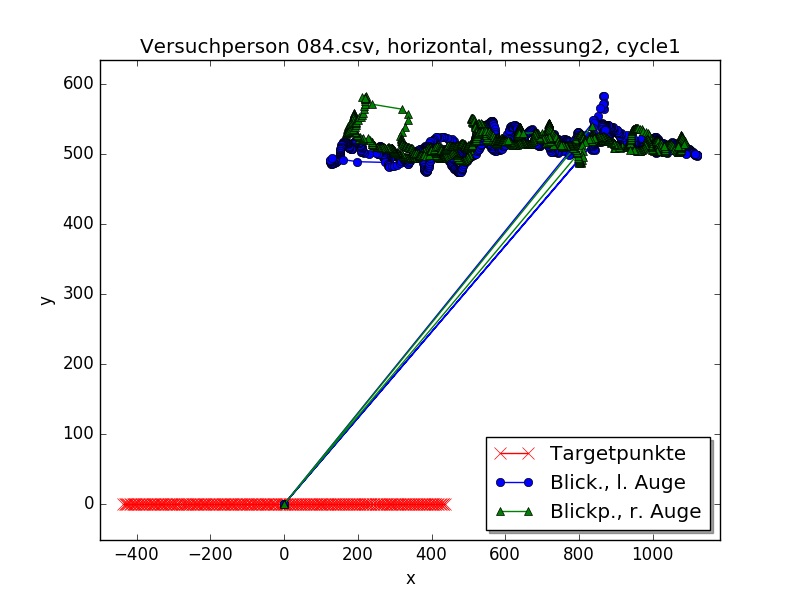 Versuchperson 084.csv, horizontal, messung2, cycle1
600
500
400
300
200
100
0
y
−400 −200 0 200 400 600 800 1000
x
Targetpunkte
Blick., l. Auge
Blickp., r. Auge